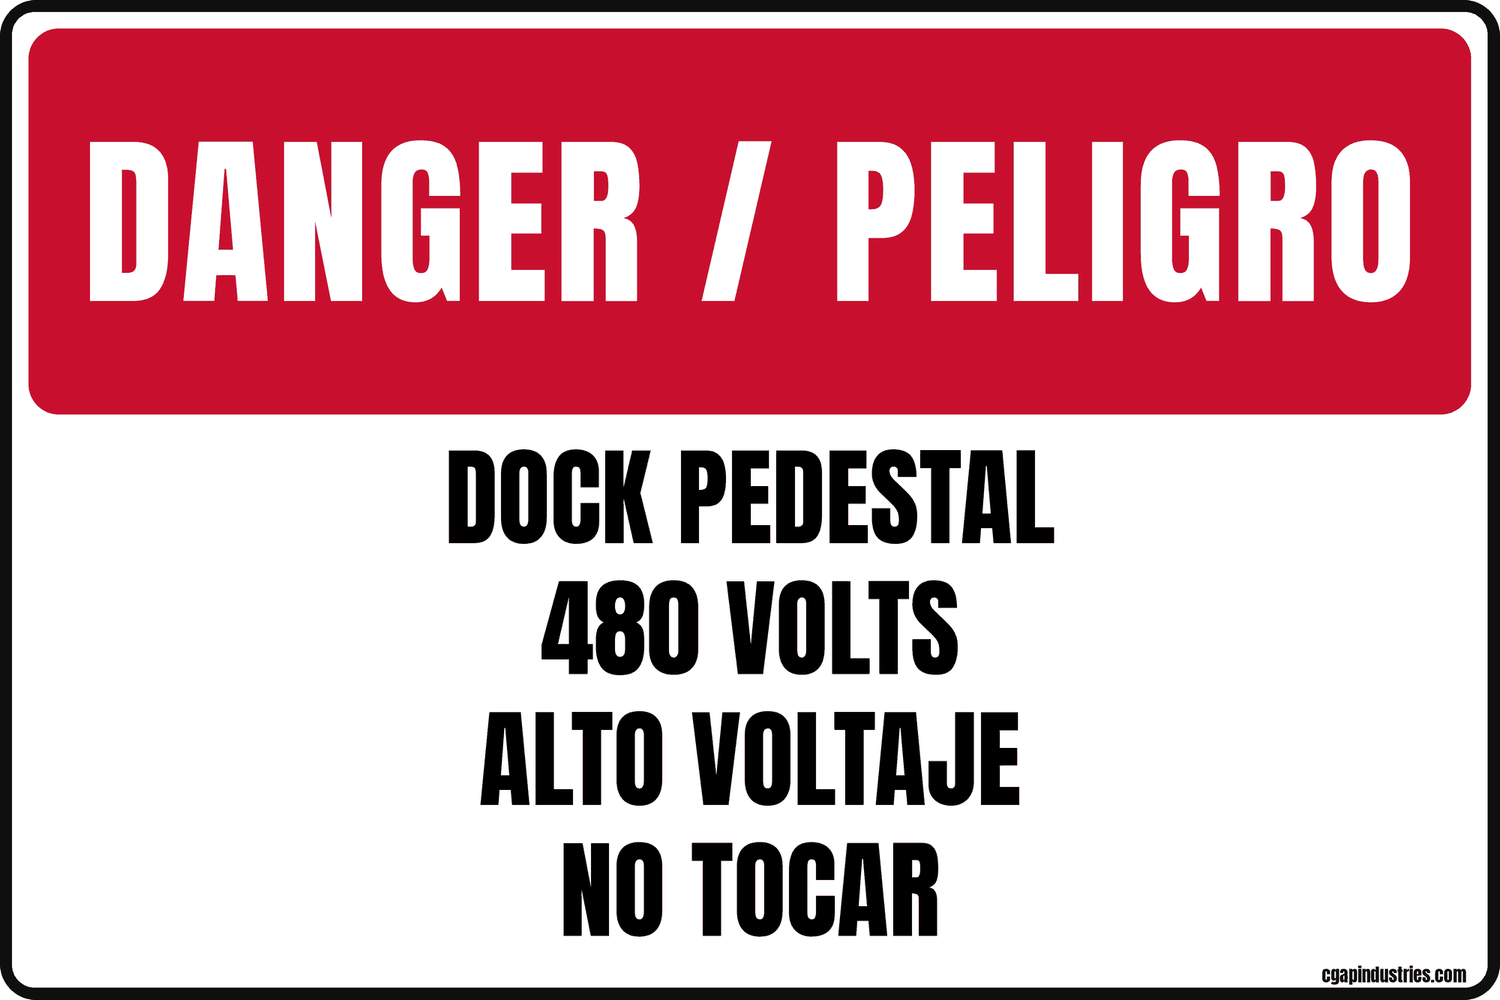 DANGER / PELIGRO
DOCK PEDESTAL
480 VOLTS
ALTO VOLTAJE
NO TOCAR
cgapindustries.com